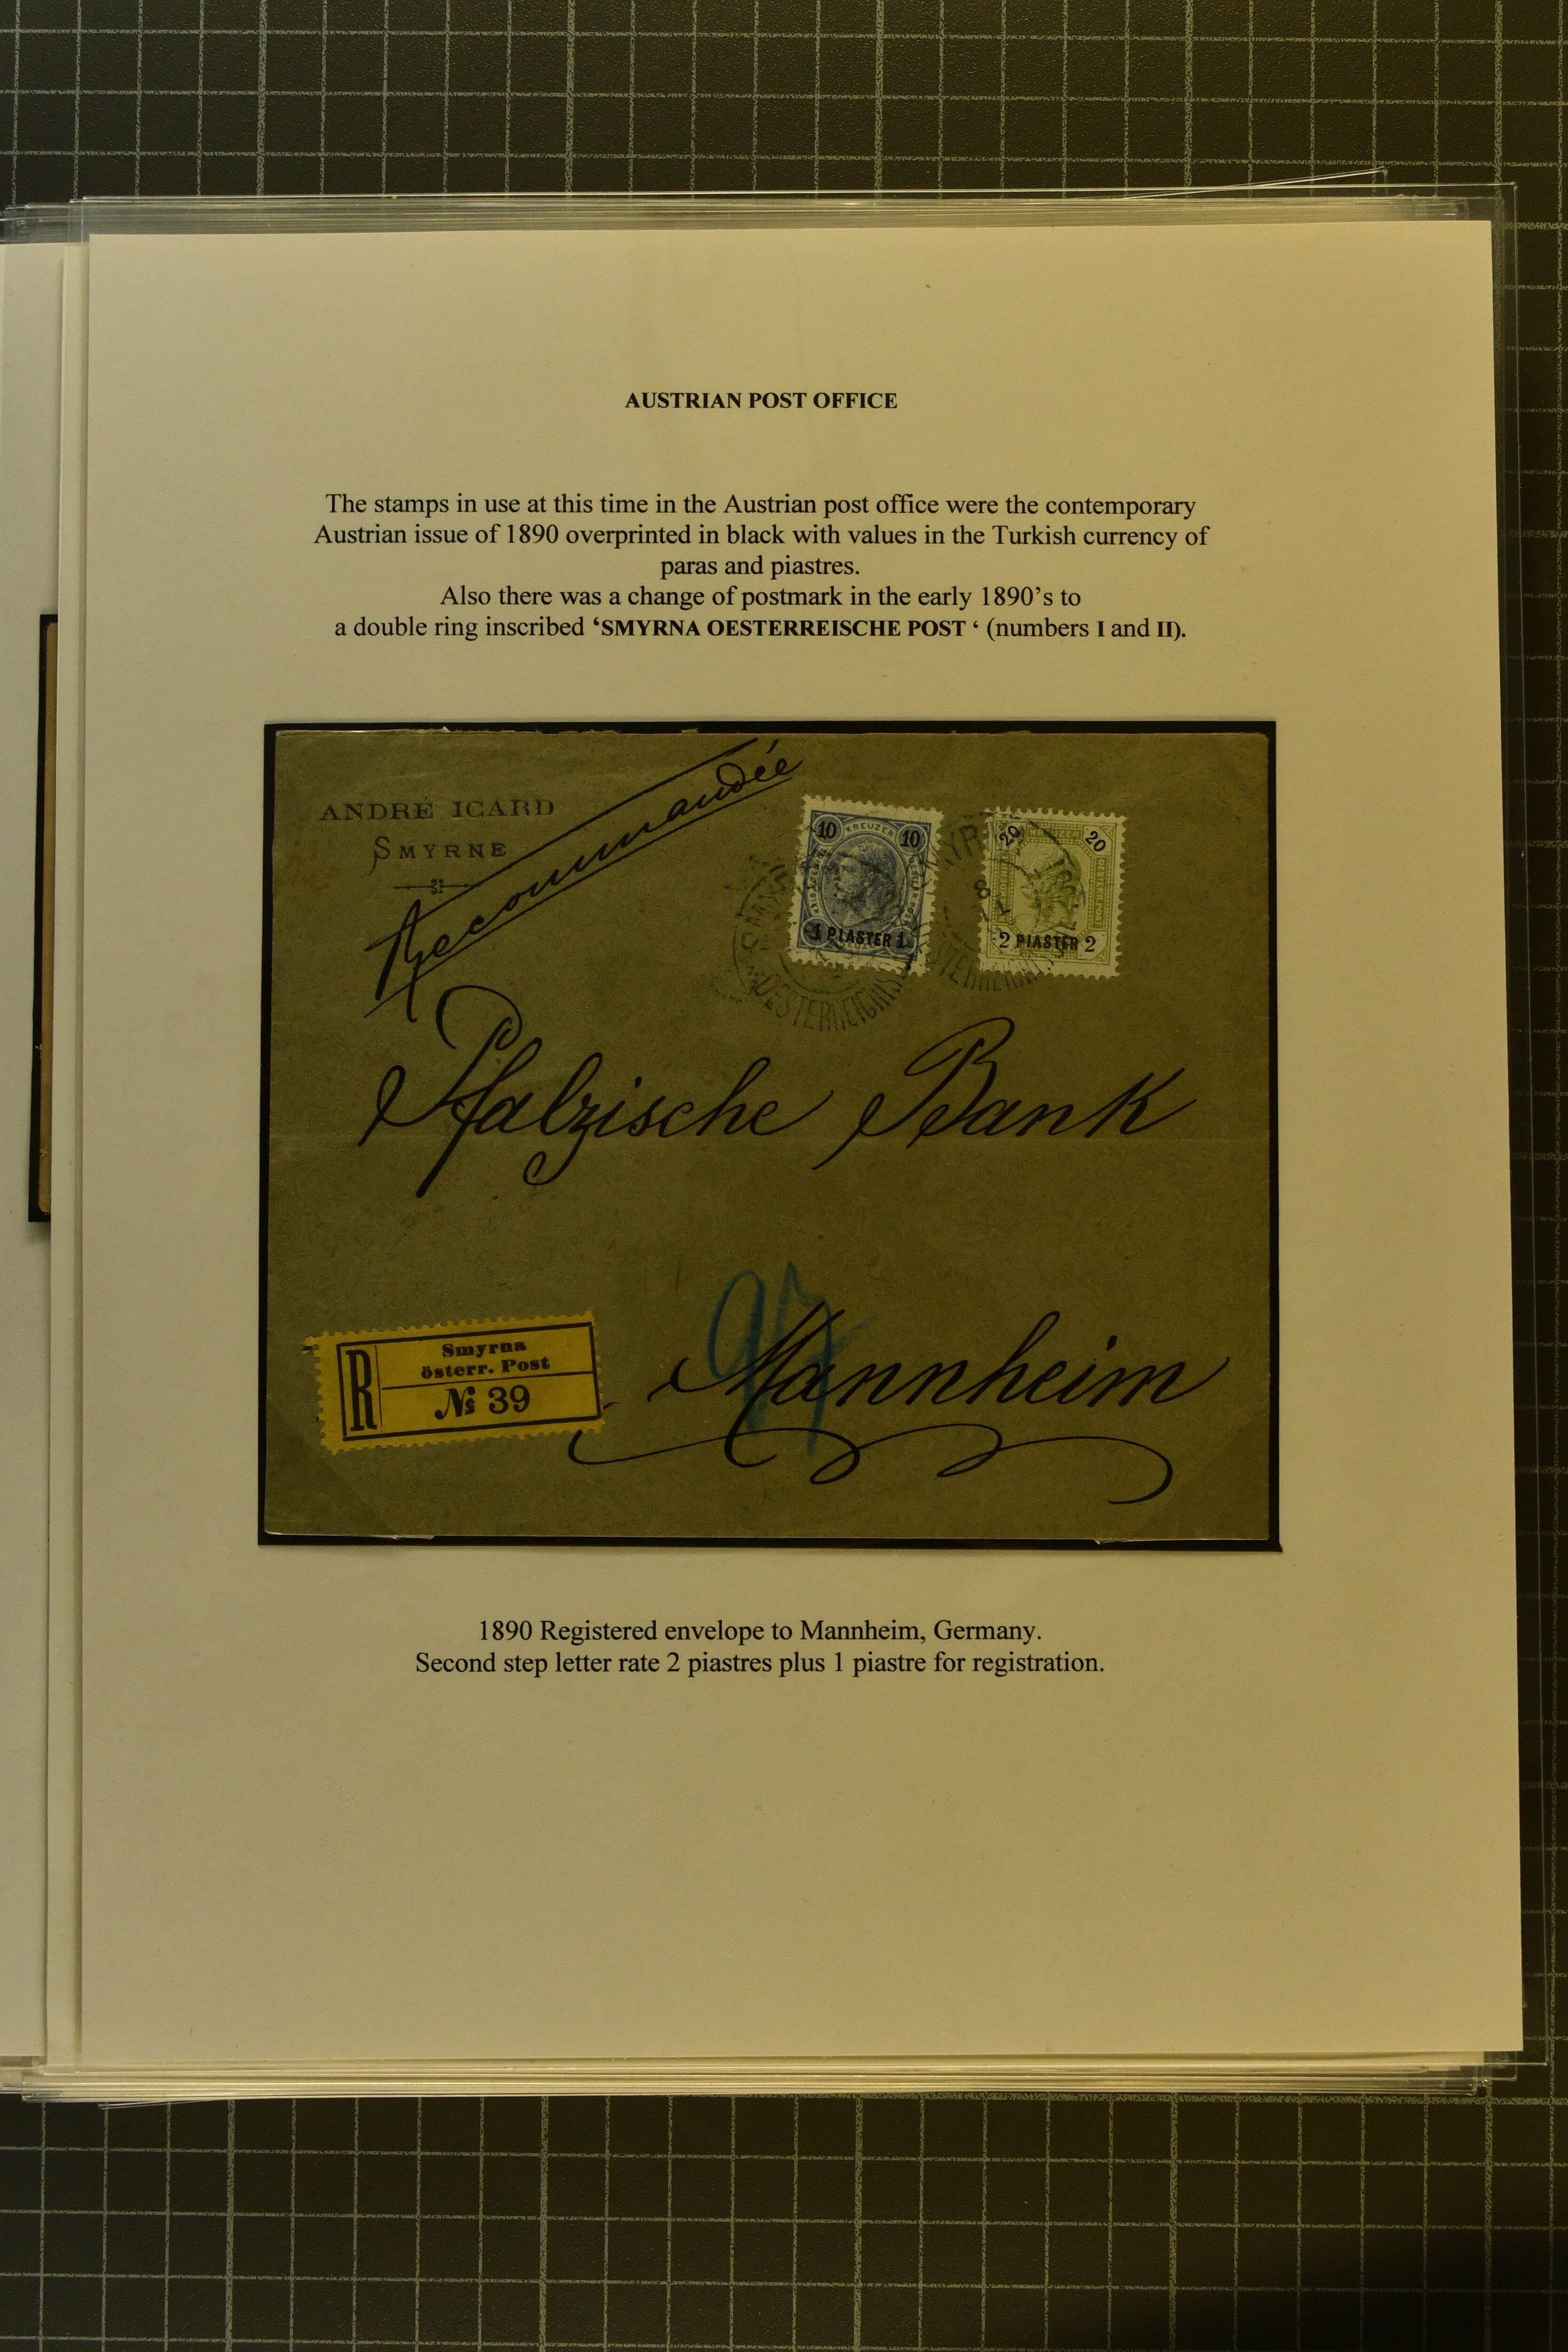 AUSTRIAN POST OFFICE
The stamps in use at this time in the Austrian post office were the contemporary
Austrian issue of 1890 overprinted in black with values in the Turkish currency of
paras and piastres.
Also there was a change of postmark in the early 1890's to
a double ring inscribed ‘SMYRNA OESTERREISCHE POST ‘ (numbers I and II).
ANDRÉ ICARD
SMYRNE
Recommandée
10 KREUZER 10
1 PIASTER 1
20 KREUZER 20
2 PIASTER 2
Pfalzische Bank
Mannheim
R
Smyrna
österr. Post
№ 39
1890 Registered envelope to Mannheim, Germany.
Second step letter rate 2 piastres plus 1 piastre for registration.